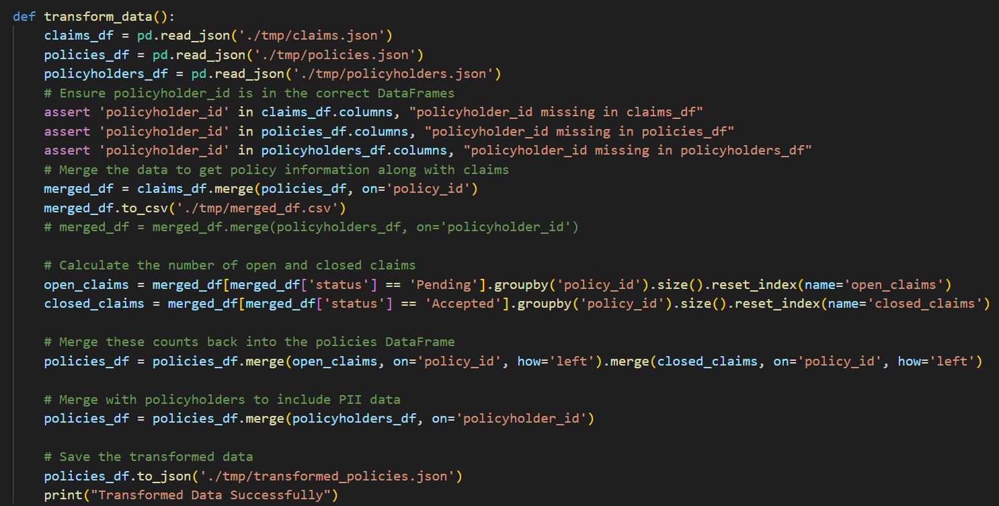 def transform_data():
    claims_df = pd.read_json('./tmp/claims.json')
    policies_df = pd.read_json('./tmp/policies.json')
    policyholders_df = pd.read_json('./tmp/policyholders.json')
    # Ensure policyholder_id is in the correct DataFrames
    assert 'policyholder_id' in claims_df.columns, "policyholder_id missing in claims_df"
    assert 'policyholder_id' in policies_df.columns, "policyholder_id missing in policies_df"
    assert 'policyholder_id' in policyholders_df.columns, "policyholder_id missing in policyholders_df"
    # Merge the data to get policy information along with claims
    merged_df = claims_df.merge(policies_df, on='policy_id')
    merged_df.to_csv('./tmp/merged_df.csv')
    # merged_df = merged_df.merge(policyholders_df, on='policyholder_id')

    # Calculate the number of open and closed claims
    open_claims = merged_df[merged_df['status'] == 'Pending'].groupby('policy_id').size().reset_index(name='open_claims')
    closed_claims = merged_df[merged_df['status'] == 'Accepted'].groupby('policy_id').size().reset_index(name='closed_claims')

    # Merge these counts back into the policies DataFrame
    policies_df = policies_df.merge(open_claims, on='policy_id', how='left').merge(closed_claims, on='policy_id', how='left')

    # Merge with policyholders to include PII data
    policies_df = policies_df.merge(policyholders_df, on='policyholder_id')

    # Save the transformed data
    policies_df.to_json('./tmp/transformed_policies.json')
    print("Transformed Data Successfully")